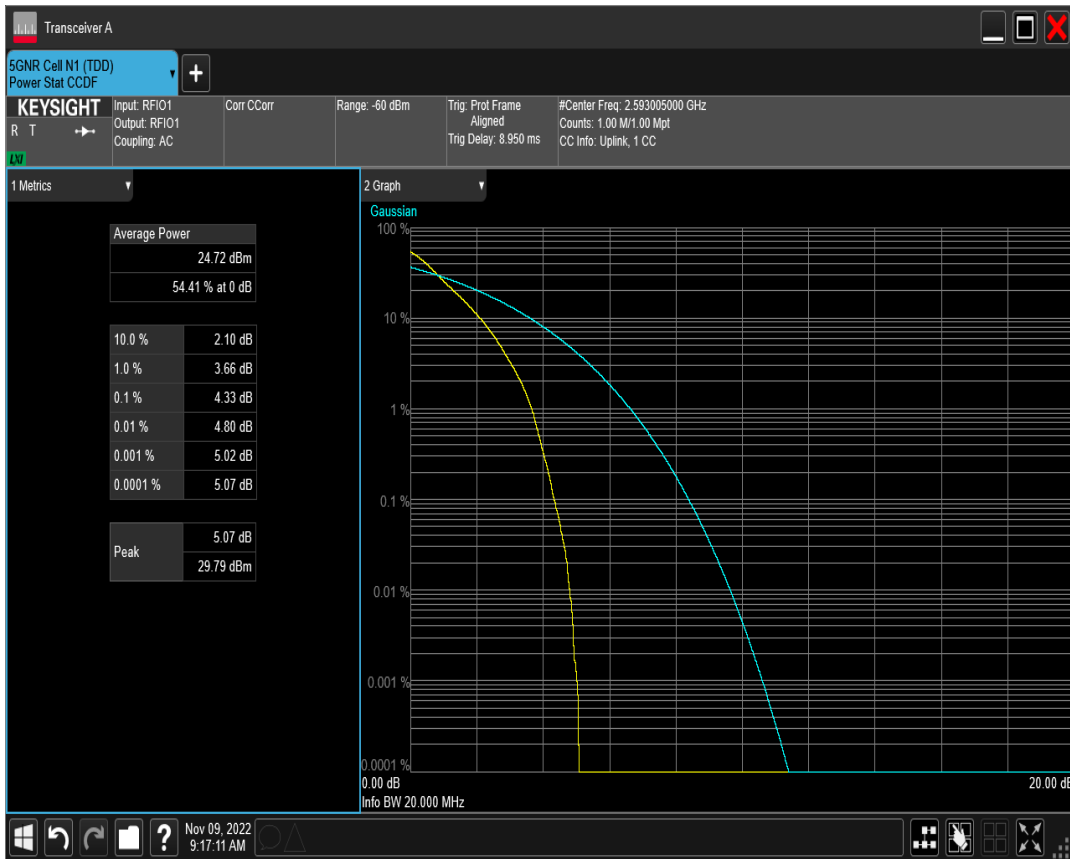 Transceiver A
5GNR Cell N1 (TDD)
Power Stat CCDF
+
KEYSIGHT
R T
LXI
Input: RFIO1
Output: RFIO1
Coupling: AC
Corr CCorr
Range: -60 dBm
Trig: Prot Frame
Aligned
Trig Delay: 8.950 ms
#Center Freq: 2.593005000 GHz
Counts: 1.00 M/1.00 Mpt
CC Info: Uplink, 1 CC
1 Metrics
Average Power
24.72 dBm
54.41 % at 0 dB
10.0 % 2.10 dB
1.0 % 3.66 dB
0.1 % 4.33 dB
0.01 % 4.80 dB
0.001 % 5.02 dB
0.0001 % 5.07 dB
Peak
5.07 dB
29.79 dBm
2 Graph
Gaussian
100 %
10 %
1 %
0.1 %
0.01 %
0.001 %
0.0001 %
0.00 dB 20.00 dB
Info BW 20.000 MHz
?
Nov 09, 2022
9:17:11 AM